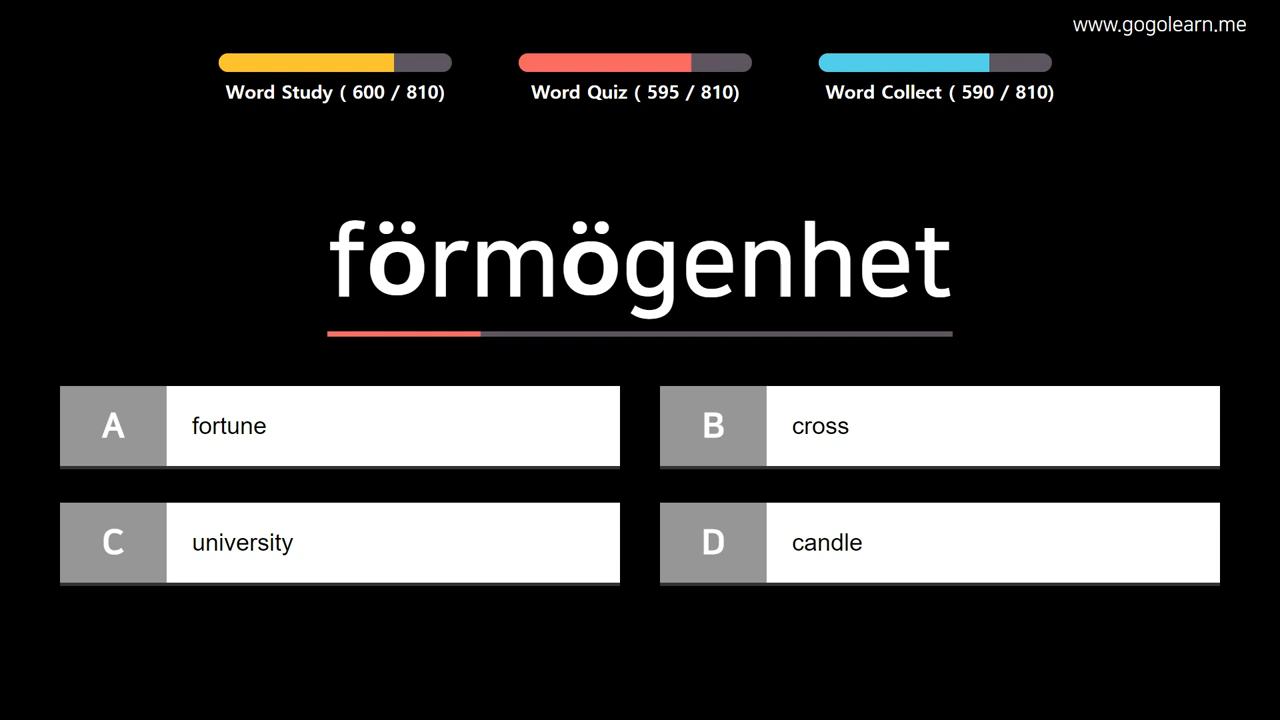 www.gogolearn.me
Word Study ( 600 / 810)
Word Quiz ( 595 / 810)
Word Collect ( 590 / 810)
förmögenhet
A fortune
B cross
C university
D candle